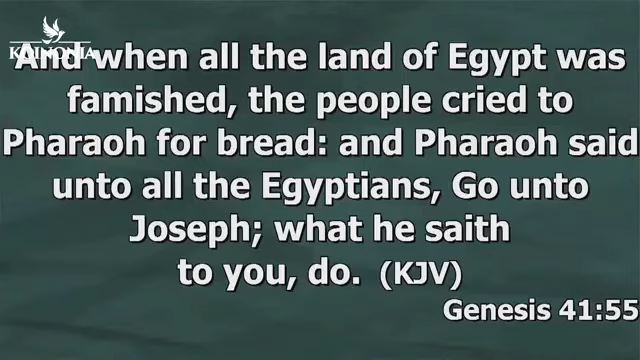 KOINONIA
And when all the land of Egypt was
famished, the people cried to
Pharaoh for bread: and Pharaoh said
unto all the Egyptians, Go unto
Joseph; what he saith
to you, do. (KJV)
Genesis 41:55